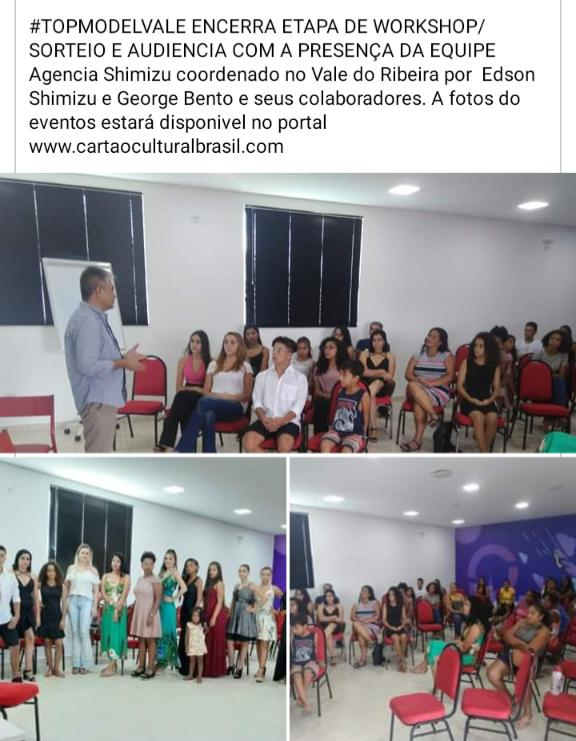 #TOPMODELVALE ENCERRA ETAPA DE WORKSHOP/
SORTEIO E AUDIENCIA COM A PRESENÇA DA EQUIPE
Agencia Shimizu coordenado no Vale do Ribeira por Edson
Shimizu e George Bento e seus colaboradores. A fotos do
eventos estará disponivel no portal
www.cartaoculturalbrasil.com